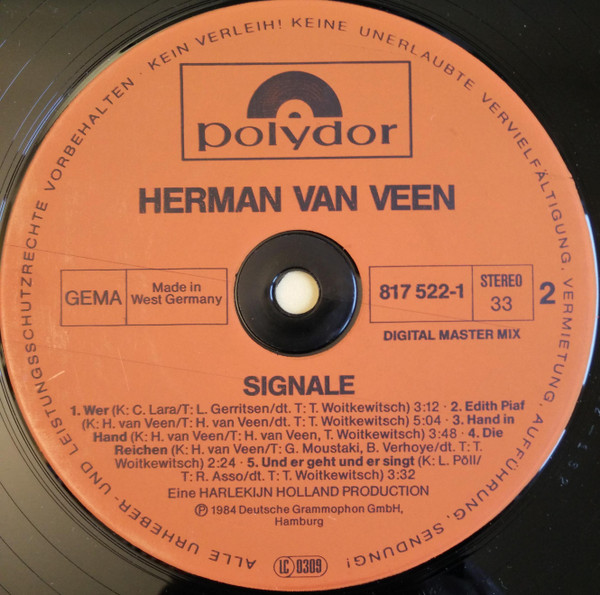 ALLE URHEBER- UND LEISTUNGSSCHUTZRECHTE VORBEHALTEN · KEIN VERLEIH! KEINE UNERLAUBTE VERVIELFÄLTIGUNG, VERMIETUNG, AUFFÜHRUNG, SENDUNG!
polydor
HERMAN VAN VEEN
GEMA
Made in
West Germany
817 522-1
STEREO
33
2
DIGITAL MASTER MIX
SIGNALE
1. Wer (K: C. Lara/T: L. Gerritsen/dt. T: T. Woitkewitsch) 3:12 · 2. Edith Piaf
(K: H. van Veen/T: H. van Veen/dt. T: T. Woitkewitsch) 5:04 · 3. Hand in
Hand (K: H. van Veen/T: H. van Veen, T. Woitkewitsch) 3:48 · 4. Die
Reichen (K: H. van Veen/T: G. Moustaki, B. Verhoye/dt. T: T.
Woitkewitsch) 2:24 · 5. Und er geht und er singt (K: L. Pöll/
T: R. Asso/dt. T: T. Woitkewitsch) 3:32
Eine HARLEKIJN HOLLAND PRODUCTION
℗ 1984 Deutsche Grammophon GmbH,
Hamburg
LC 0309